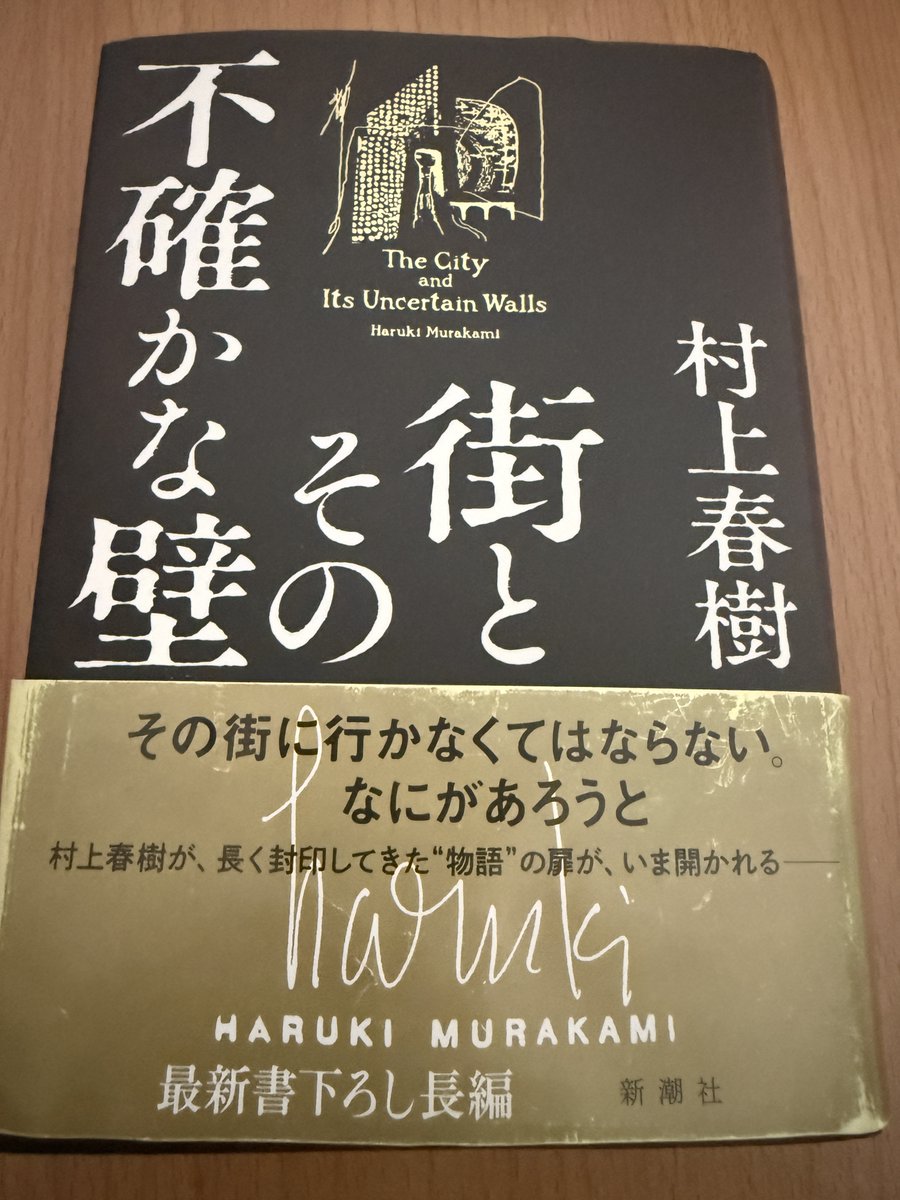 村上春樹
街と
その
不確かな
壁
The City
and
Its Uncertain Walls
Haruki Murakami
その街に行かなくてはならない。
なにがあろうと
村上春樹が、長く封印してきた“物語”の扉が、いま開かれる――
haruki
HARUKI MURAKAMI
最新書下ろし長編
新潮社